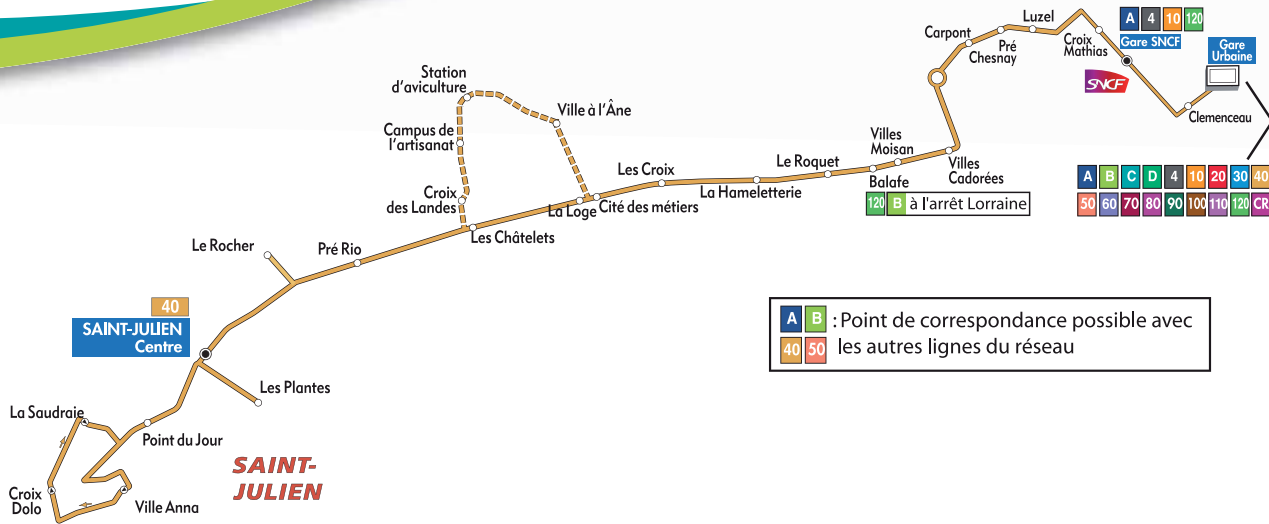 A 4 10 120
Gare SNCF
Gare
Urbaine
SNCF
Luzel
Croix
Mathias
Carpont
Pré
Chesnay
Clemenceau
A B C D 4 10 20 30 40
50 60 70 80 90 100 110 120 CR
Station
d'aviculture
Ville à l'Âne
Campus de
l'artisanat
Croix
des Landes
Villes
Moisan
Villes
Cadorées
Le Roquet
Balafe
120 B à l'arrêt Lorraine
Les Croix
La Hameletterie
La Loge
Cité des métiers
Les Châtelets
Le Rocher
Pré Rio
40
SAINT-JULIEN
Centre
A B : Point de correspondance possible avec
40 50 les autres lignes du réseau
Les Plantes
La Saudraie
Point du Jour
SAINT-
JULIEN
Croix
Dolo
Ville Anna